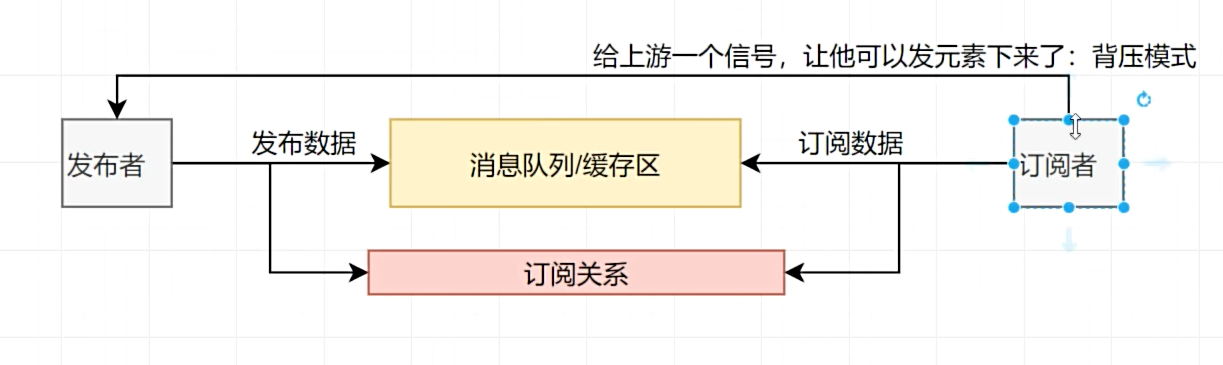 给上游一个信号，让他可以发元素下来了：背压模式
发布者
发布数据
消息队列/缓存区
订阅数据
订阅者
订阅关系